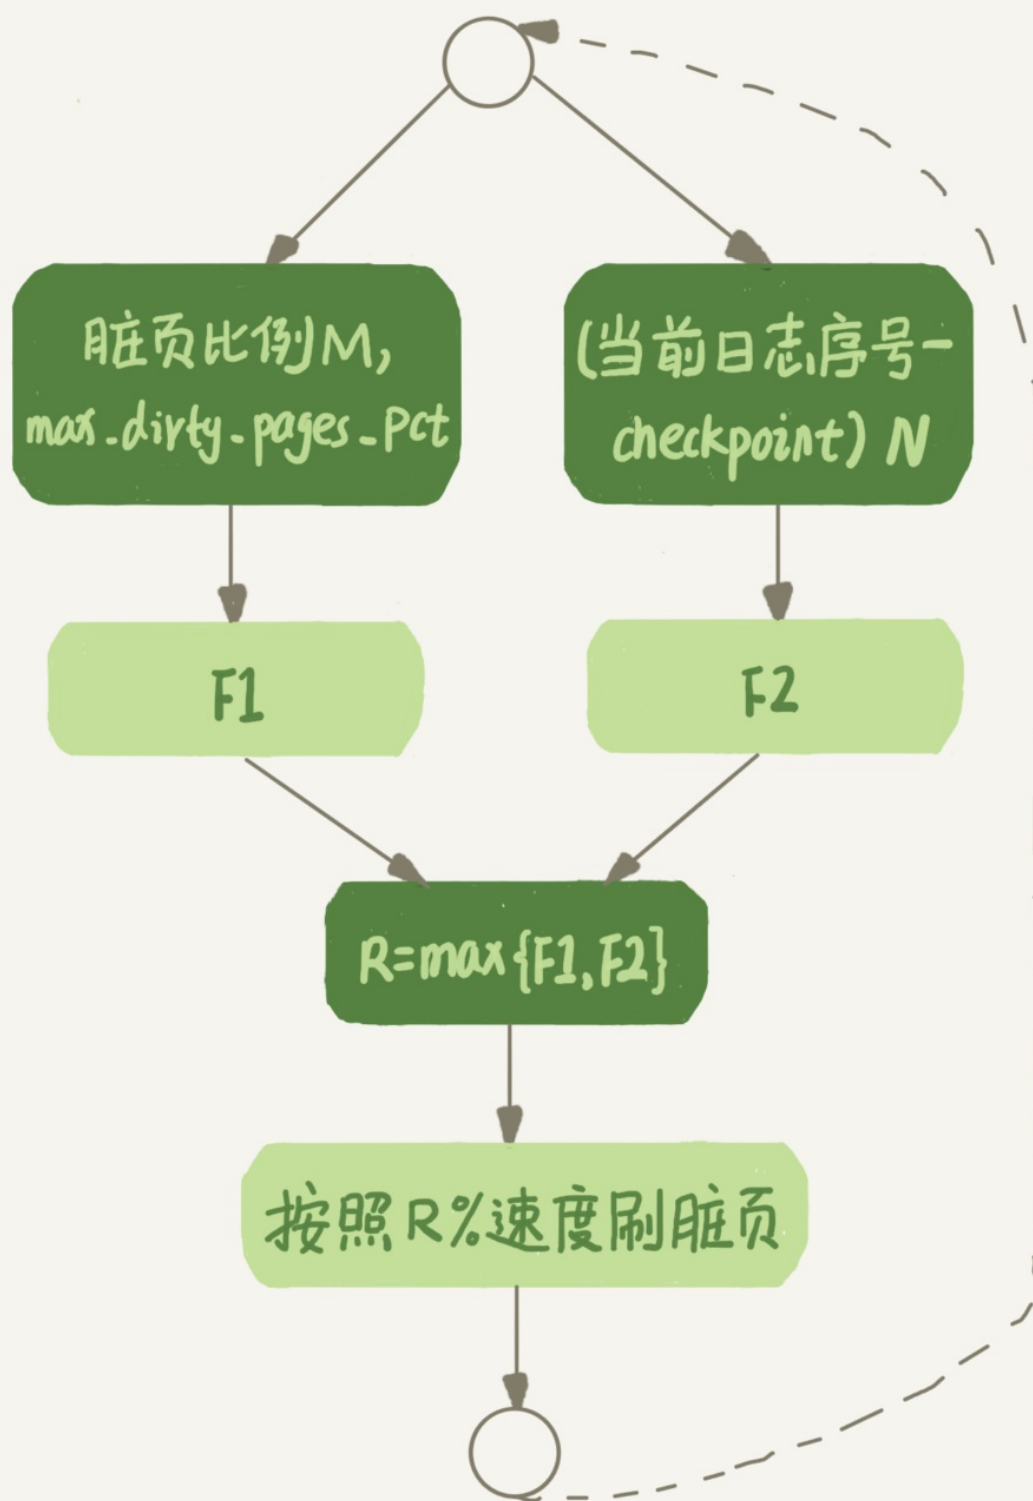 脏页比例M,
max_dirty_pages_pct
(当前日志序号-
checkpoint) N
F1
F2
R=max{F1,F2}
按照R%速度刷脏页